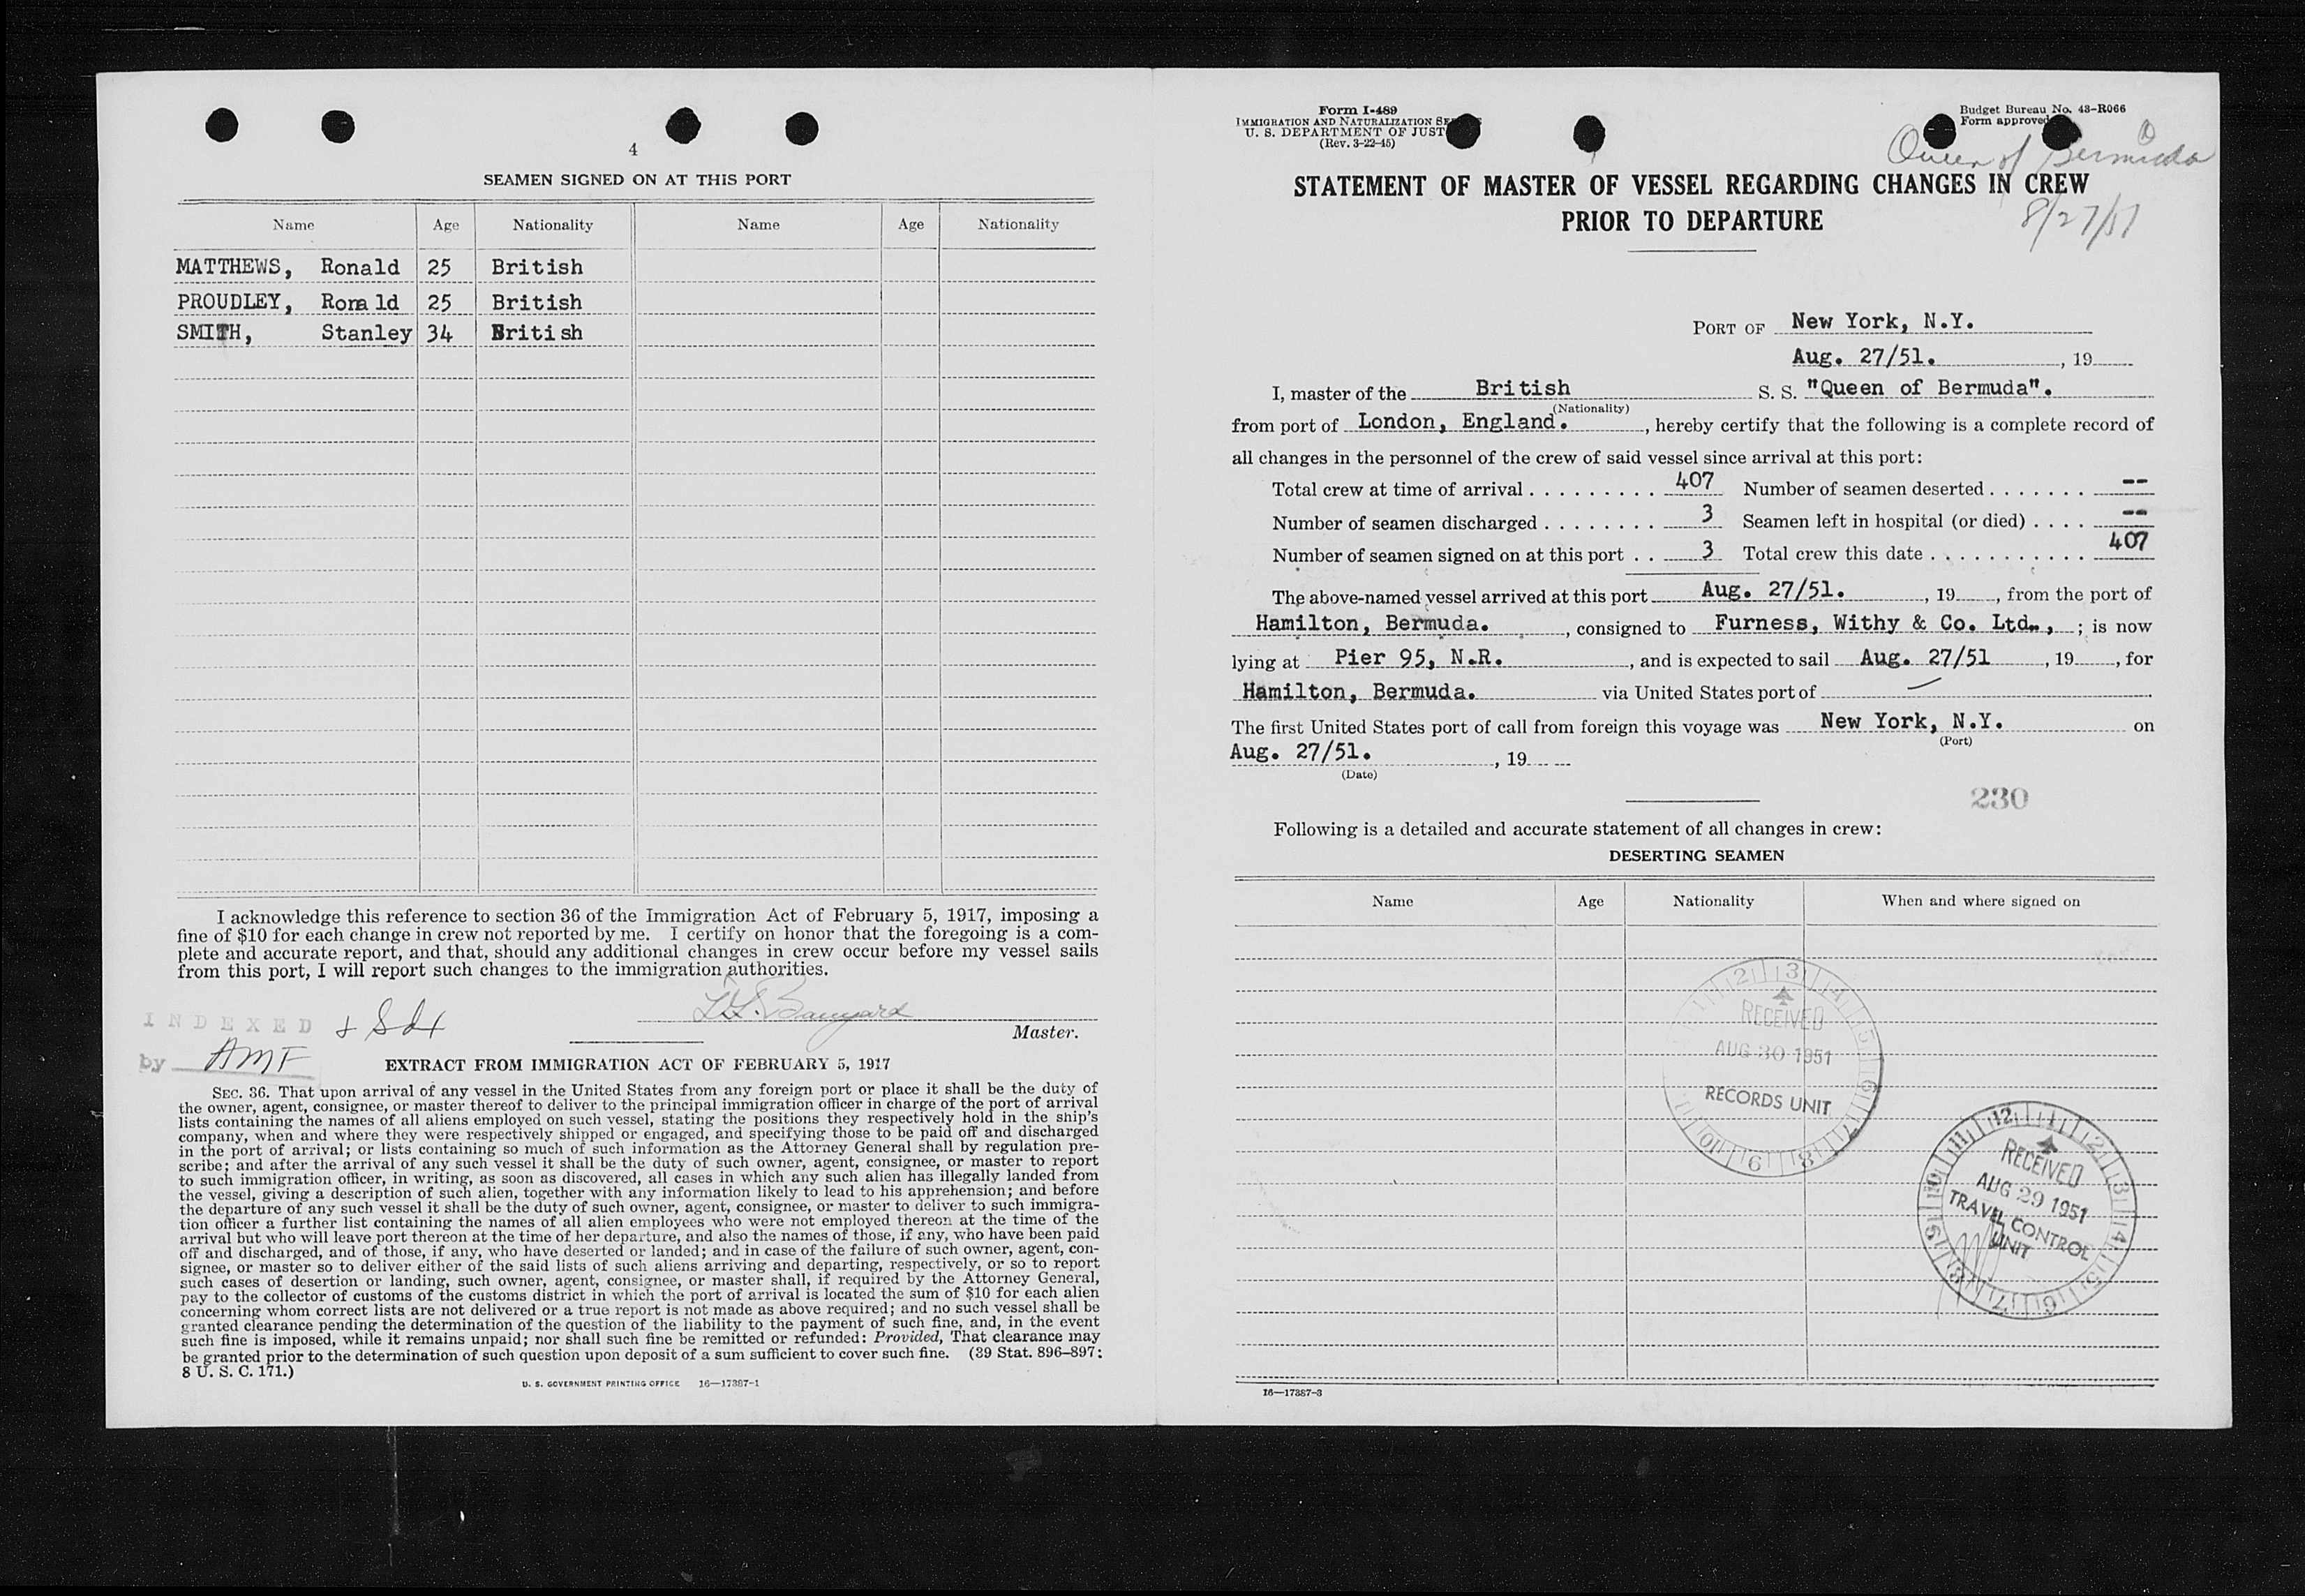 4
SEAMEN SIGNED ON AT THIS PORT
Name Age Nationality Name Age Nationality
MATTHEWS, Ronald 25 British
PROUDLEY, Ronald 25 British
SMITH, Stanley 34 British
I acknowledge this reference to section 36 of the Immigration Act of February 5, 1917, imposing a
fine of $10 for each change in crew not reported by me. I certify on honor that the foregoing is a com-
plete and accurate report, and that, should any additional changes in crew occur before my vessel sails
from this port, I will report such changes to the immigration authorities.
INDEXED
Master.
by AMF
EXTRACT FROM IMMIGRATION ACT OF FEBRUARY 5, 1917
SEC. 36. That upon arrival of any vessel in the United States from any foreign port or place it shall be the duty of
the owner, agent, consignee, or master thereof to deliver to the principal immigration officer in charge of the port of arrival
lists containing the names of all aliens employed on such vessel, stating the positions they respectively hold in the ship's
company, when and where they were respectively shipped or engaged, and specifying those to be paid off and discharged
in the port of arrival; or lists containing so much of such information as the Attorney General shall by regulation pre-
scribe; and after the arrival of any such vessel it shall be the duty of such owner, agent, consignee, or master to report
to such immigration officer, in writing, as soon as discovered, all cases in which any such alien has illegally landed from
the vessel, giving a description of such alien, together with any information likely to lead to his apprehension; and before
the departure of any such vessel it shall be the duty of such owner, agent, consignee, or master to deliver to such immigra-
tion officer a further list containing the names of all alien employees who were not employed thereon at the time of the
arrival but who will leave port thereon at the time of her departure, and also the names of those, if any, who have been paid
off and discharged, and of those, if any, who have deserted or landed; and in case of the failure of such owner, agent, con-
signee, or master so to deliver either of the said lists of such aliens arriving and departing, respectively, or so to report
such cases of desertion or landing, such owner, agent, consignee, or master shall, if required by the Attorney General,
pay to the collector of customs of the customs district in which the port of arrival is located the sum of $10 for each alien
concerning whom correct lists are not delivered or a true report is not made as above required; and no such vessel shall be
granted clearance pending the determination of the question of the liability to the payment of such fine, and, in the event
such fine is imposed, while it remains unpaid; nor shall such fine be remitted or refunded: Provided, That clearance may
be granted prior to the determination of such question upon deposit of a sum sufficient to cover such fine. (39 Stat. 896-897;
8 U. S. C. 171.)
U. S. GOVERNMENT PRINTING OFFICE 16—17387-1
Form I-489
IMMIGRATION AND NATURALIZATION
U. S. DEPARTMENT OF JUST
(Rev. 3-22-45)
Budget Bureau No. 43-R066
Form approved
Queen of Bermuda
STATEMENT OF MASTER OF VESSEL REGARDING CHANGES IN CREW
PRIOR TO DEPARTURE
8/27/51
PORT OF New York, N.Y.
Aug. 27/51. , 19
I, master of the British S. S. "Queen of Bermuda".
(Nationality)
from port of London, England. , hereby certify that the following is a complete record of
all changes in the personnel of the crew of said vessel since arrival at this port:
Total crew at time of arrival . . . . . . . . . 407 Number of seamen deserted . . . . . . . --
Number of seamen discharged . . . . . . . . 3 Seamen left in hospital (or died) . . . . --
Number of seamen signed on at this port . . 3 Total crew this date . . . . . . . . . . . 407
The above-named vessel arrived at this port Aug. 27/51. , 19 , from the port of
Hamilton, Bermuda. , consigned to Furness, Withy & Co. Ltd., ; is now
lying at Pier 95, N.R. , and is expected to sail Aug. 27/51 , 19 , for
Hamilton, Bermuda. via United States port of —
The first United States port of call from foreign this voyage was New York, N.Y. on
(Port)
Aug. 27/51. , 19
(Date)
230
Following is a detailed and accurate statement of all changes in crew:
DESERTING SEAMEN
Name Age Nationality When and where signed on
RECEIVED
AUG 30 1951
RECORDS UNIT
RECEIVED
AUG 29 1951
TRAVEL CONTROL
UNIT
16—17387-3